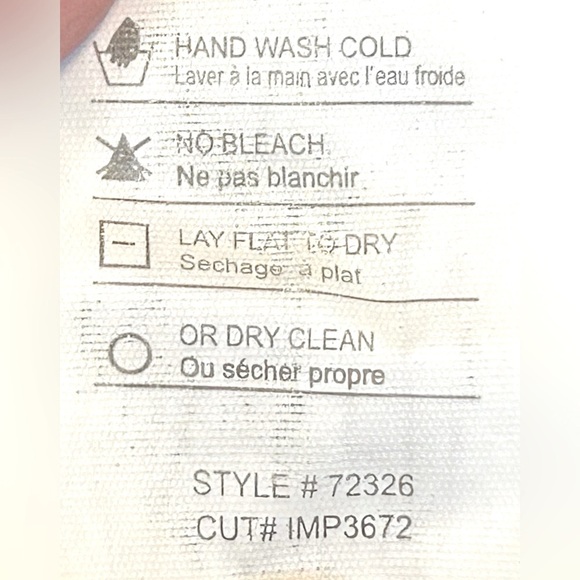 HAND WASH COLD
Laver à la main avec l'eau froide
NO BLEACH
Ne pas blanchir
LAY FLAT TO DRY
Sechage à plat
OR DRY CLEAN
Ou sécher propre
STYLE # 72326
CUT# IMP3672